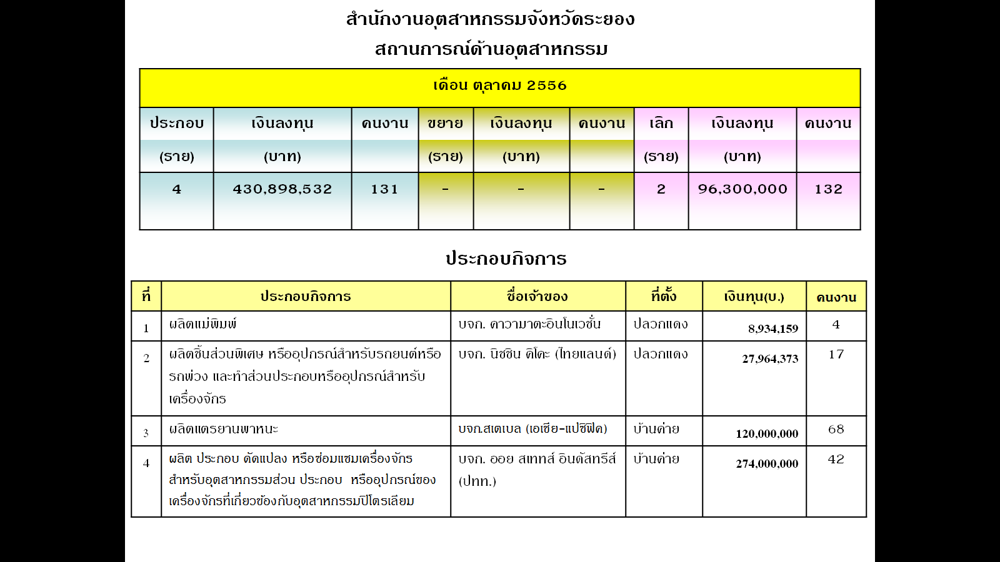 สำนักงานอุตสาหกรรมจังหวัดระยอง
สถานการณ์ด้านอุตสาหกรรม
เดือน ตุลาคม 2556
ประกอบ เงินลงทุน คนงาน ขยาย เงินลงทุน คนงาน เลิก เงินลงทุน คนงาน
(ราย) (บาท) (ราย) (บาท) (ราย) (บาท)
4 430,898,532 131 - - - 2 96,300,000 132
ประกอบกิจการ
ที่ ประกอบกิจการ ชื่อเจ้าของ ที่ตั้ง เงินทุน(บ.) คนงาน
1 ผลิตแม่พิมพ์ บจก. คาวามาตะอินโนเวชั่น ปลวกแดง 8,934,159 4
2 ผลิตชิ้นส่วนพิเศษ หรืออุปกรณ์สำหรับรถยนต์หรือ บจก. นิชชิน คิโคะ (ไทยแลนด์) ปลวกแดง 27,964,373 17
รถพ่วง และทำส่วนประกอบหรืออุปกรณ์สำหรับ
เครื่องจักร
3 ผลิตแตรยานพาหนะ บจก.สเตเบล (เอเซีย-แปซิฟิค) บ้านค่าย 120,000,000 68
4 ผลิต ประกอบ ดัดแปลง หรือซ่อมแซมเครื่องจักร บจก. ออย สเททส์ อินดัสทรีส์ บ้านค่าย 274,000,000 42
สำหรับอุตสาหกรรมส่วน ประกอบ หรืออุปกรณ์ของ (ปทท.)
เครื่องจักรที่เกี่ยวข้องกับอุตสาหกรรมปิโตรเลียม